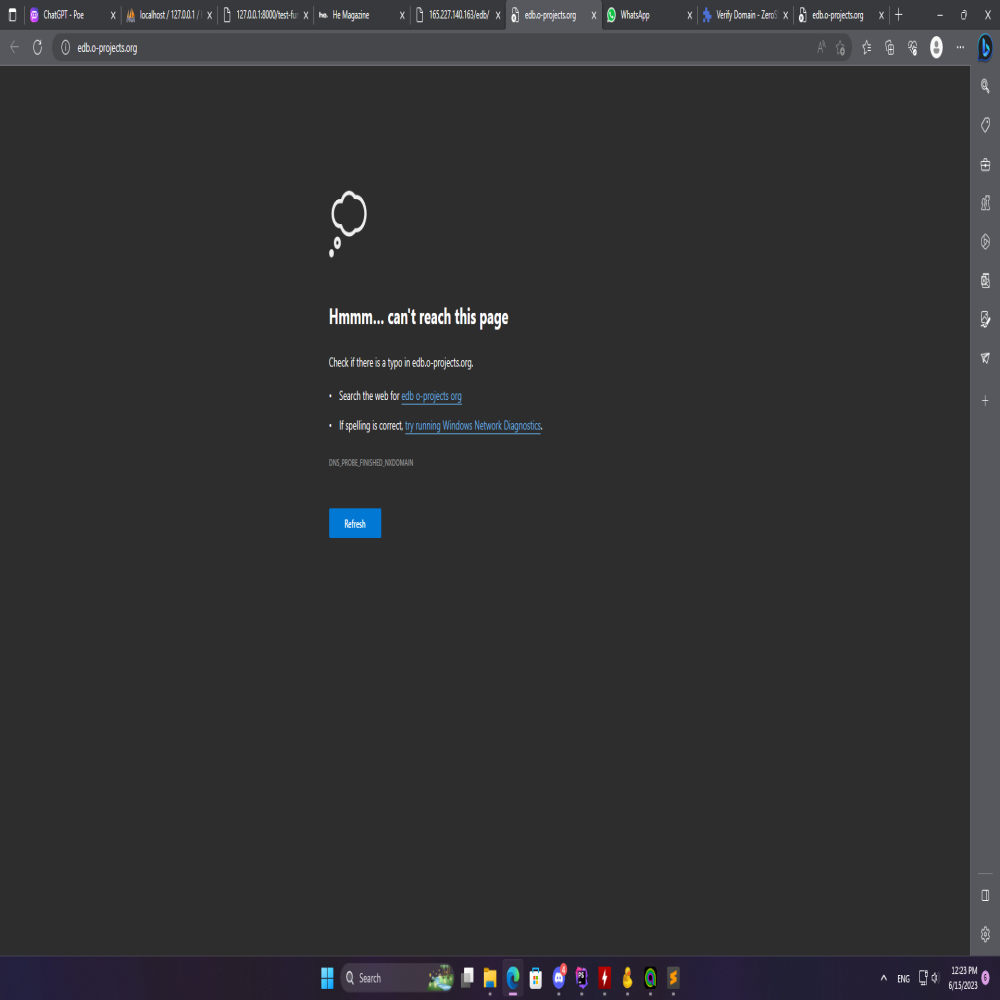 ChatGPT - Poe
localhost / 127.0.0.1 /
127.0.0.1:8000/test-fu
He Magazine
165.227.140.163/edb/
edb.o-projects.org
WhatsApp
Verify Domain - ZeroS
edb.o-projects.org
edb.o-projects.org
Hmmm... can't reach this page
Check if there is a typo in edb.o-projects.org.
• Search the web for edb o-projects org
• If spelling is correct, try running Windows Network Diagnostics.
DNS_PROBE_FINISHED_NXDOMAIN
Refresh
Search
ENG
12:23 PM
6/15/2023